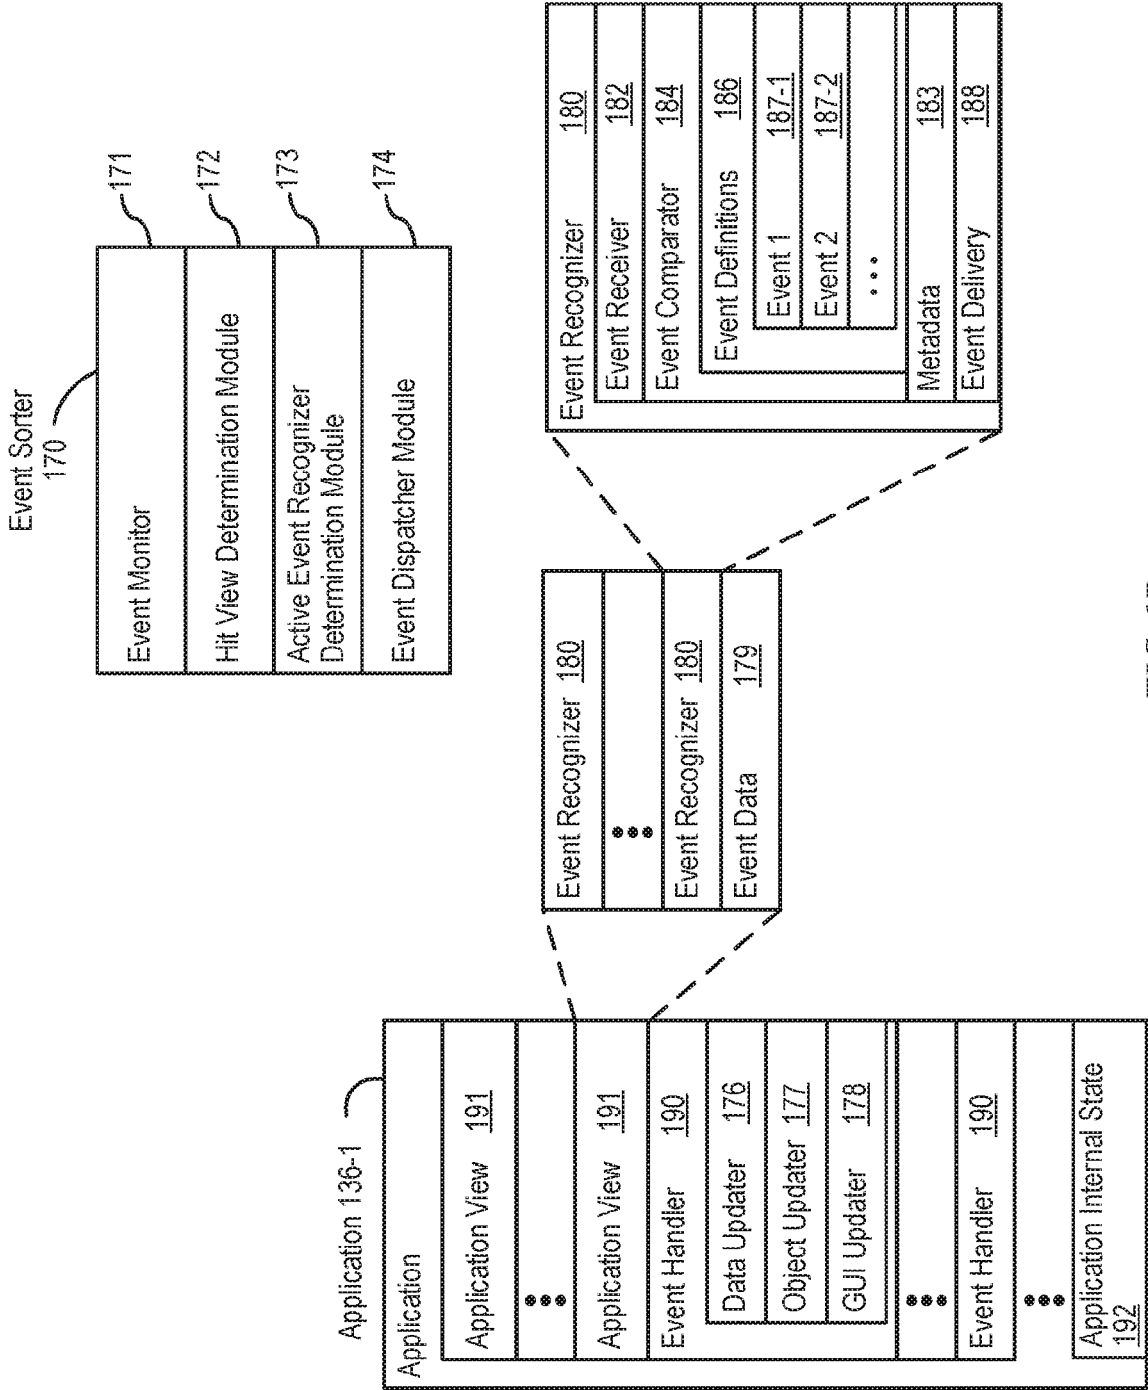 Event Sorter
170
Event Monitor
171
Hit View Determination Module
172
Active Event Recognizer
Determination Module
173
Event Dispatcher Module
174
Application 136-1
Application
Application View 191
•••
Application View 191
Event Handler 190
Data Updater 176
Object Updater 177
GUI Updater 178
•••
Event Handler 190
•••
Application Internal State
192
Event Recognizer 180
•••
Event Recognizer 180
Event Data 179
Event Recognizer 180
Event Receiver 182
Event Comparator 184
Event Definitions 186
Event 1 187-1
Event 2 187-2
•••
Metadata 183
Event Delivery 188